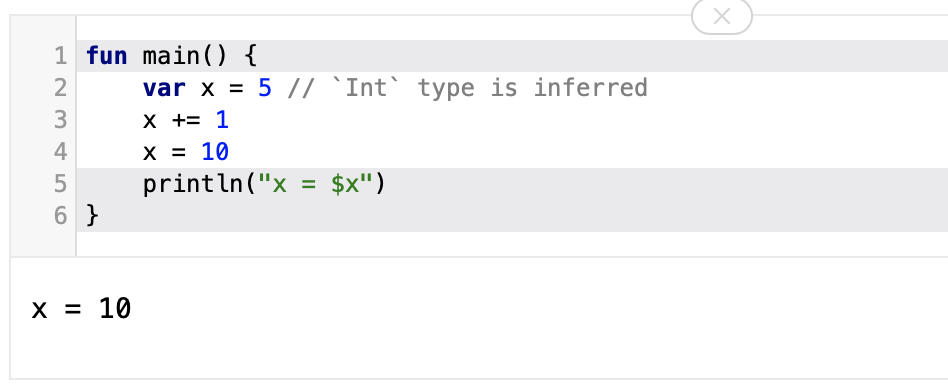 1 fun main() {
2     var x = 5 // `Int` type is inferred
3     x += 1
4     x = 10
5     println("x = $x")
6 }
x = 10